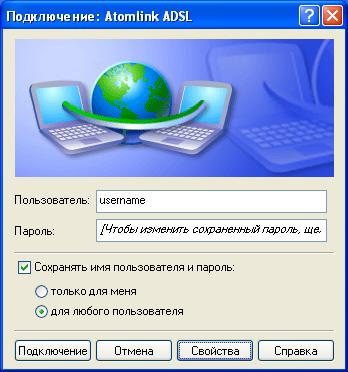 Подключение: Atomlink ADSL
Пользователь: username
Пароль: [Чтобы изменить сохраненный пароль, ще.
Сохранять имя пользователя и пароль:
только для меня
для любого пользователя
Подключение Отмена Свойства Справка